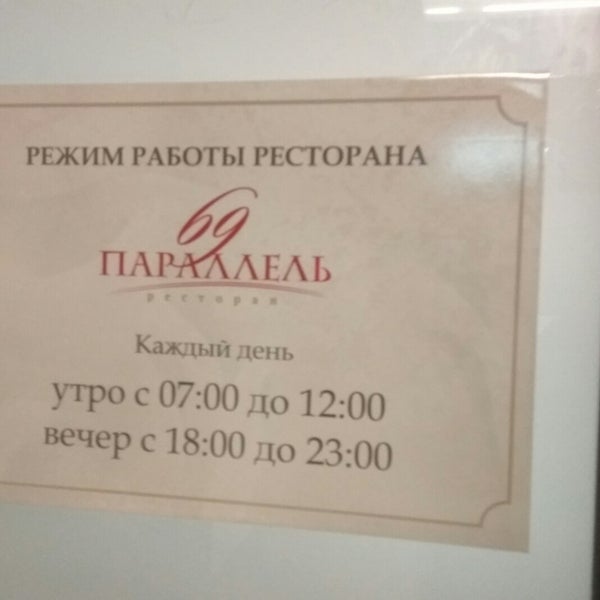 РЕЖИМ РАБОТЫ РЕСТОРАНА
69
ПАРАЛЛЕЛЬ
ресторан
Каждый день
утро с 07:00 до 12:00
вечер с 18:00 до 23:00